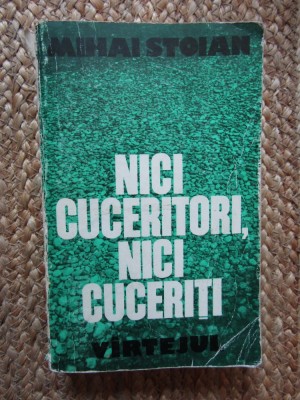 MIHAI STOIAN
NICI
CUCERITORI,
NICI
CUCERIȚI
VÎRTEJUL